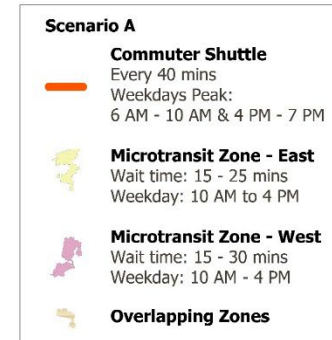 Scenario A
Commuter Shuttle
Every 40 mins
Weekdays Peak:
6 AM - 10 AM & 4 PM - 7 PM
Microtransit Zone - East
Wait time: 15 - 25 mins
Weekday: 10 AM to 4 PM
Microtransit Zone - West
Wait time: 15 - 30 mins
Weekday: 10 AM - 4 PM
Overlapping Zones